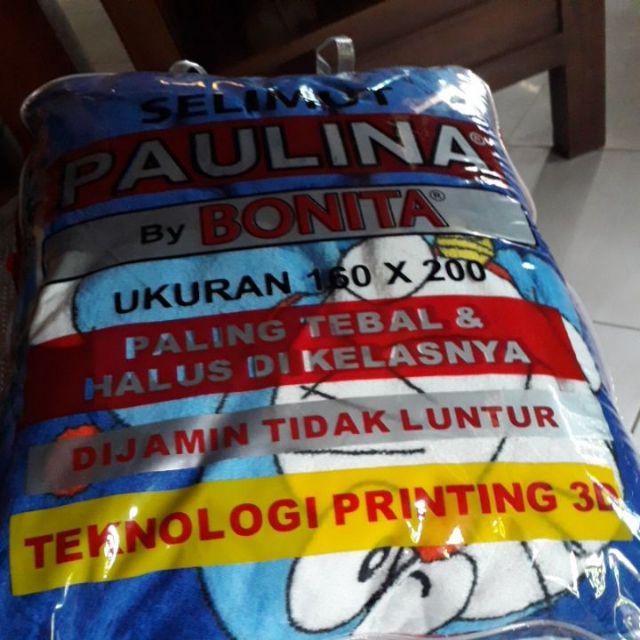 SELIMUT
PAULINA®
By BONITA®
UKURAN 160 X 200
PALING TEBAL &
HALUS DI KELASNYA
DIJAMIN TIDAK LUNTUR
TEKNOLOGI PRINTING 3D